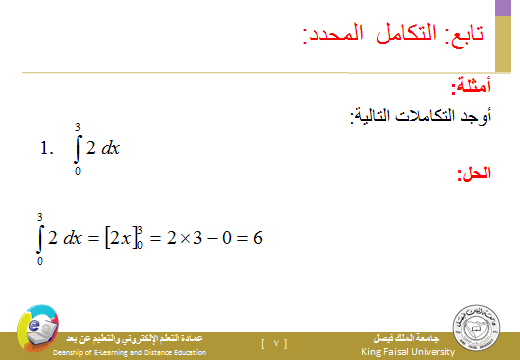 تابع: التكامل المحدد:
أمثلة:
أوجد التكاملات التالية:
1. ∫₀³ 2 dx
الحل:
∫₀³ 2 dx = [2x]₀³ = 2×3 − 0 = 6
جامعة الملك فيصل
King Faisal University
[ ٧ ]
عمادة التعلم الإلكتروني والتعليم عن بعد
Deanship of E-Learning and Distance Education